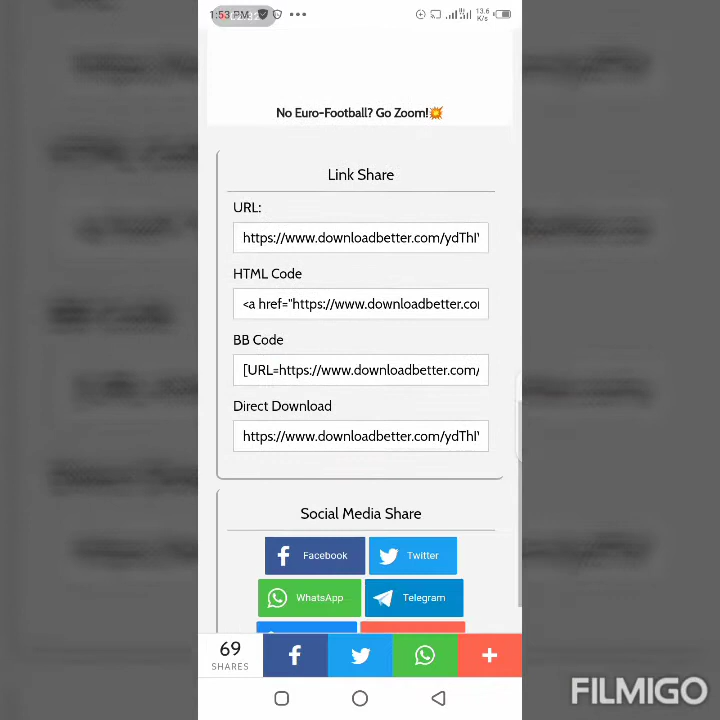 1:53 PM
13.6
K/s
No Euro-Football? Go Zoom!💥
Link Share
URL:
https://www.downloadbetter.com/ydThI
HTML Code
<a href="https://www.downloadbetter.co
BB Code
[URL=https://www.downloadbetter.com/
Direct Download
https://www.downloadbetter.com/ydThI
Social Media Share
Facebook
Twitter
WhatsApp
Telegram
69
SHARES
FILMIGO